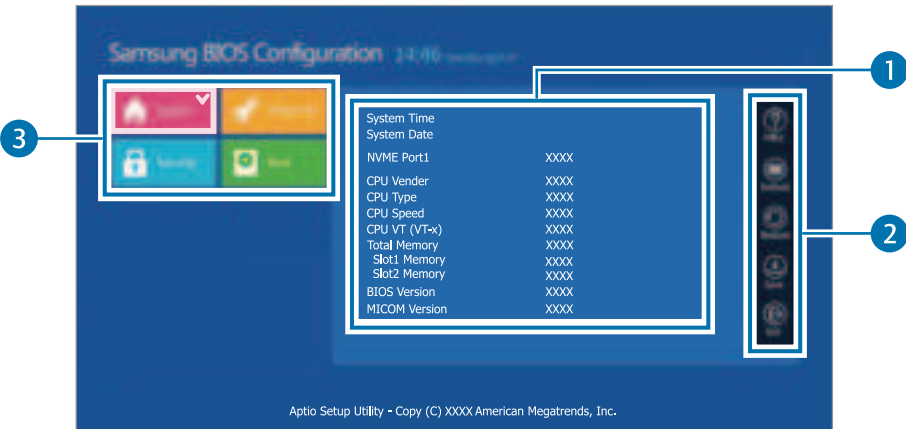 Samsung BIOS Configuration 14:46
1
2
3
System Time
System Date
NVME Port1 XXXX
CPU Vender XXXX
CPU Type XXXX
CPU Speed XXXX
CPU VT (VT-x) XXXX
Total Memory XXXX
Slot1 Memory XXXX
Slot2 Memory XXXX
BIOS Version XXXX
MICOM Version XXXX
Aptio Setup Utility - Copy (C) XXXX American Megatrends, Inc.